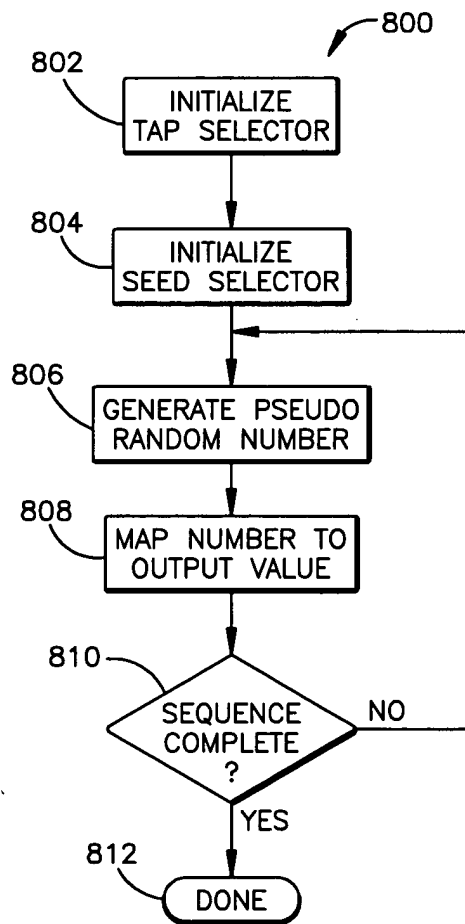 800
802
INITIALIZE
TAP SELECTOR
804
INITIALIZE
SEED SELECTOR
806
GENERATE PSEUDO
RANDOM NUMBER
808
MAP NUMBER TO
OUTPUT VALUE
810
SEQUENCE
COMPLETE
?
NO
YES
812
DONE